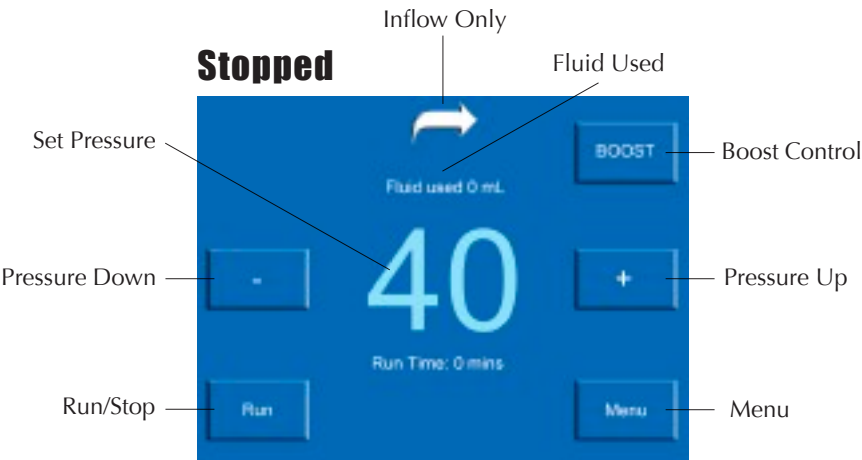 Inflow Only
Stopped
Fluid Used
Set Pressure
BOOST
Boost Control
Fluid used 0 mL
Pressure Down
-
40
+
Pressure Up
Run Time: 0 mins
Run/Stop
Run
Menu
Menu